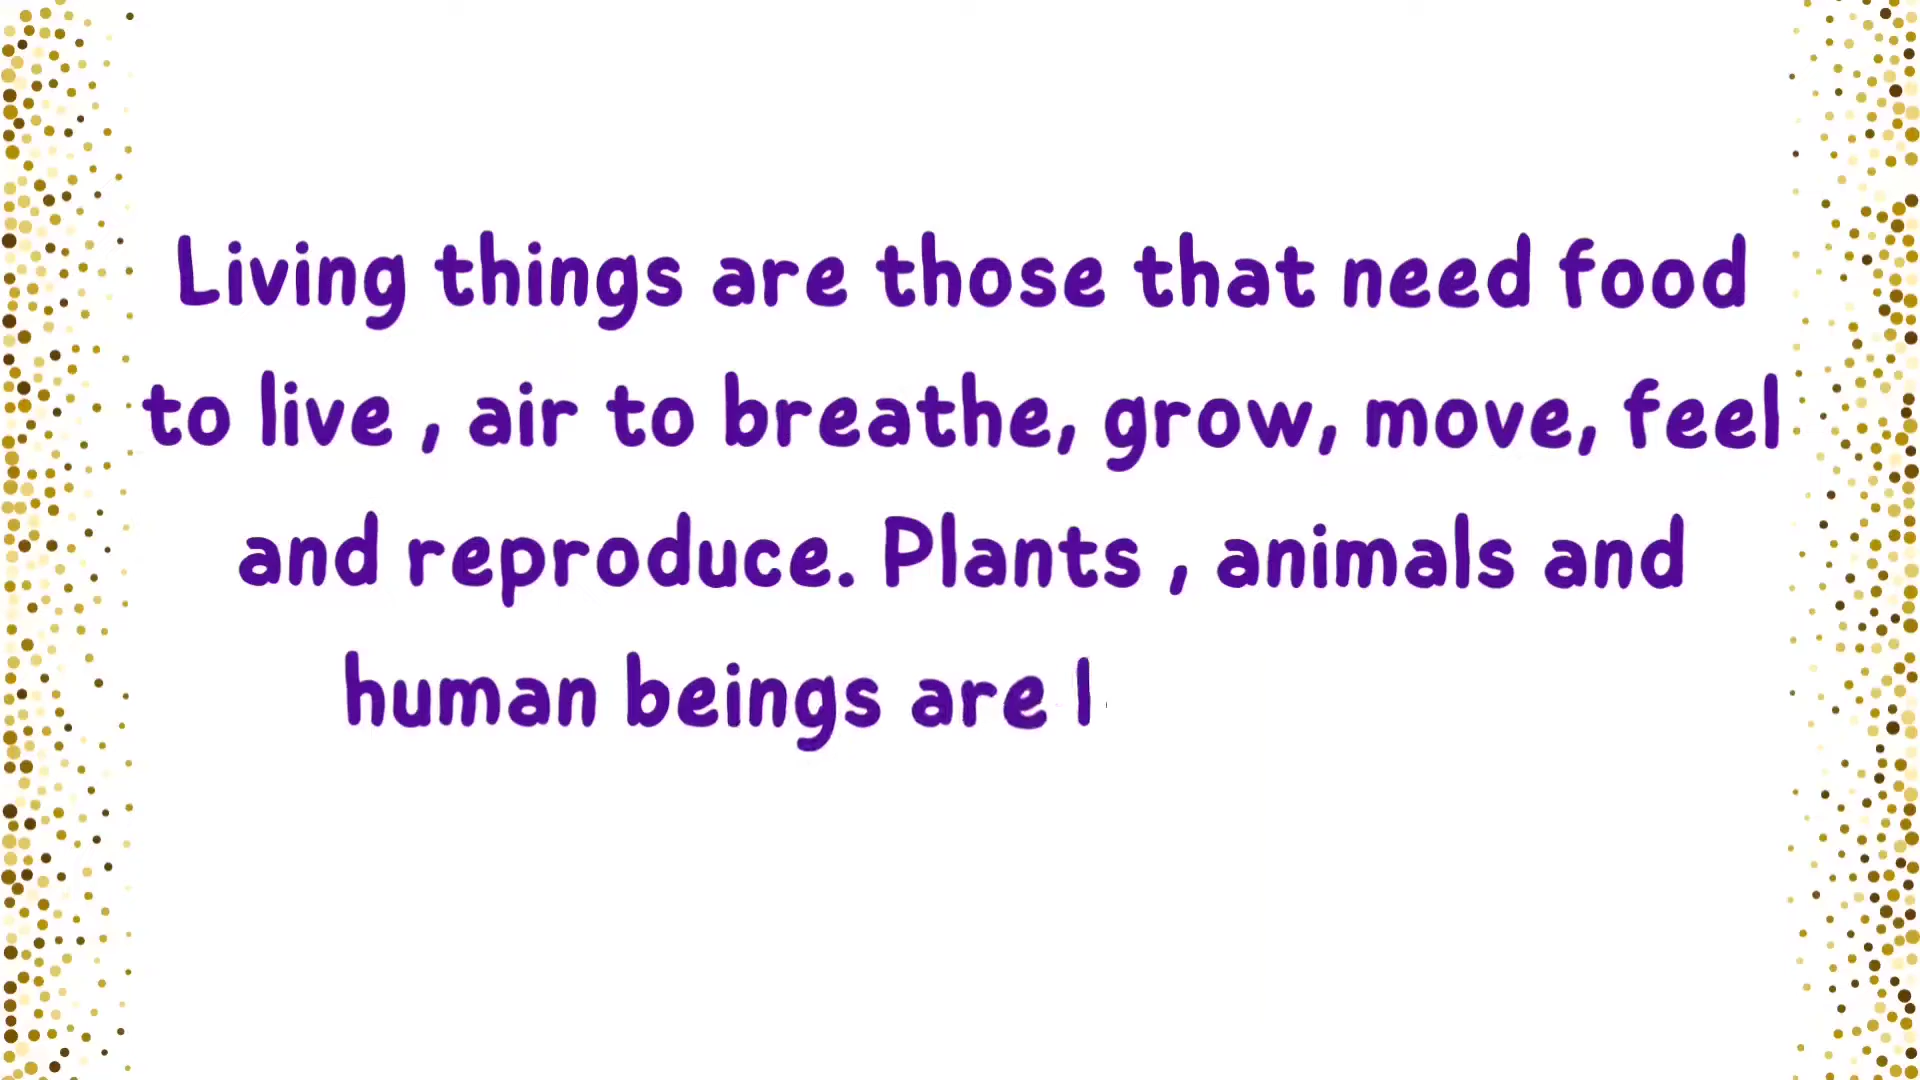 Living things are those that need food
to live , air to breathe, grow, move, feel
and reproduce. Plants , animals and
human beings are l